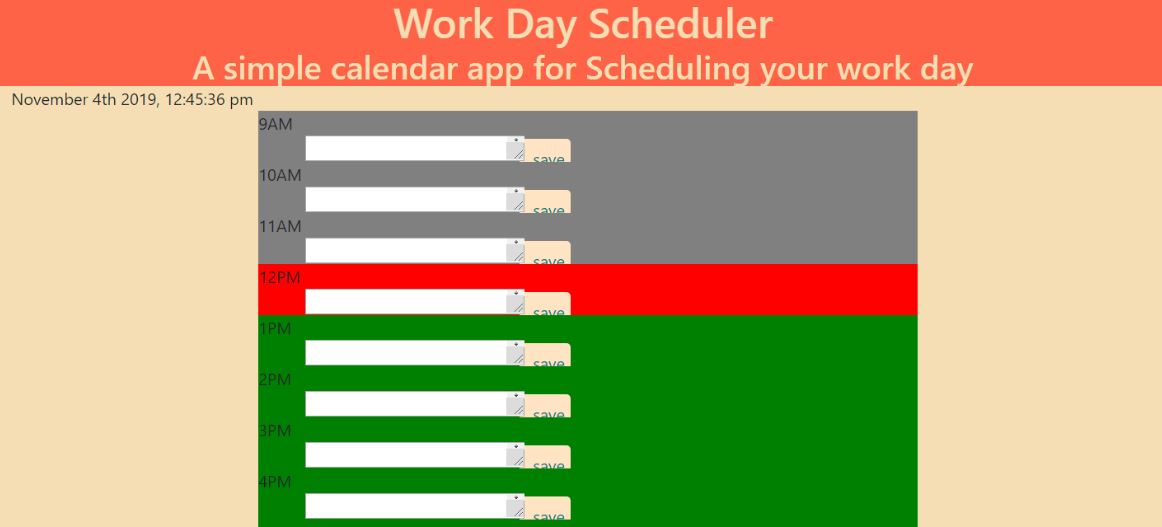 Work Day Scheduler
A simple calendar app for Scheduling your work day
November 4th 2019, 12:45:36 pm
9AM
save
10AM
save
11AM
save
12PM
save
1PM
save
2PM
save
3PM
save
4PM
save